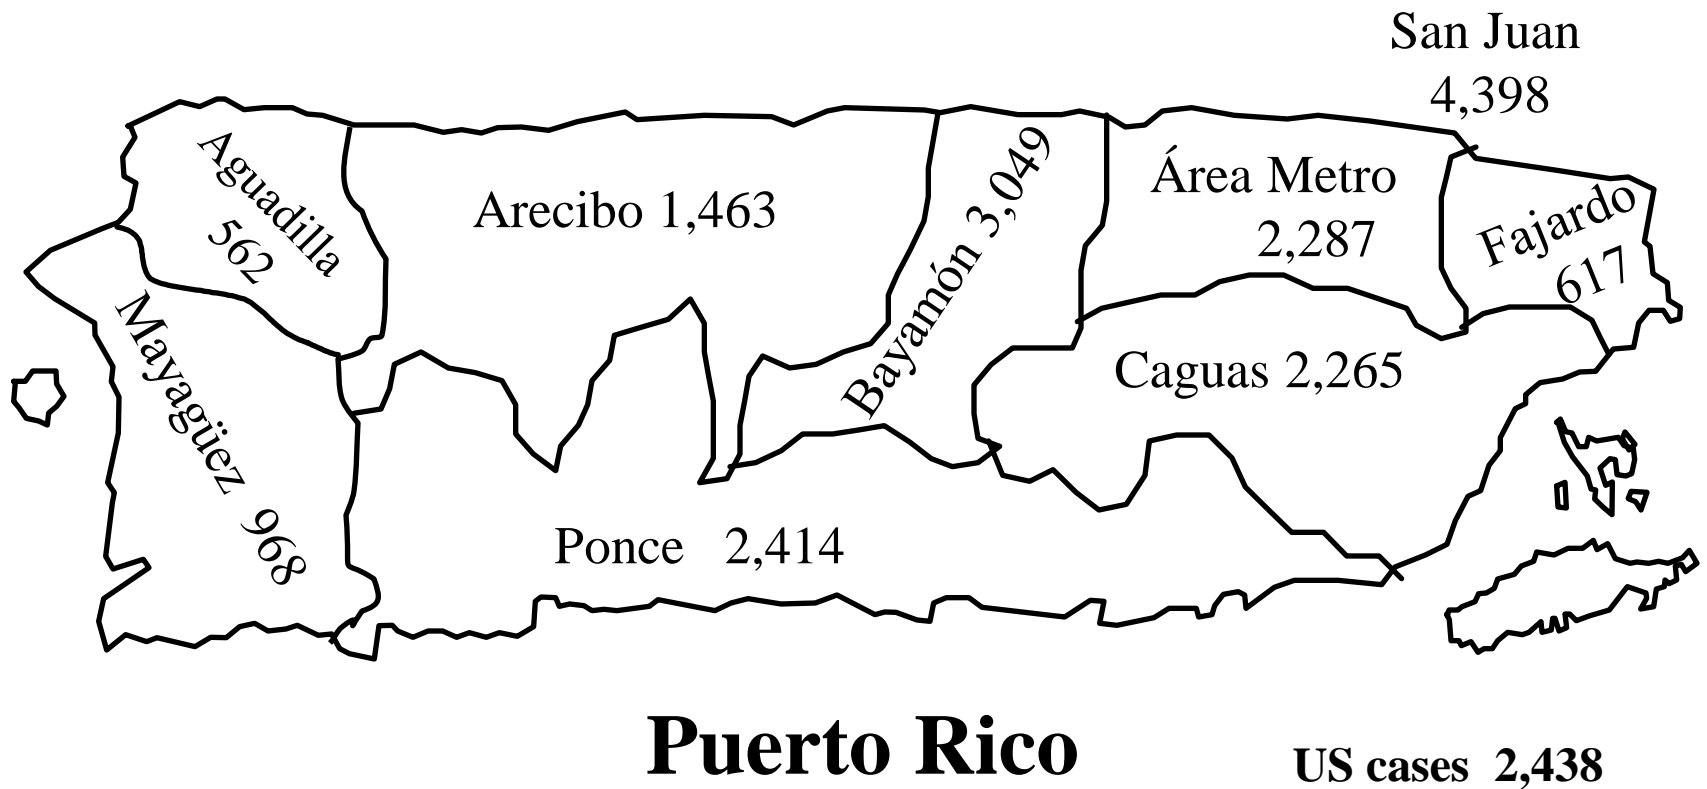 San Juan
4,398
Aguadilla
562
Arecibo 1,463
Bayamón 3,049
Área Metro
2,287
Fajardo
617
Mayagüez 968
Caguas 2,265
Ponce 2,414
Puerto Rico
US cases 2,438